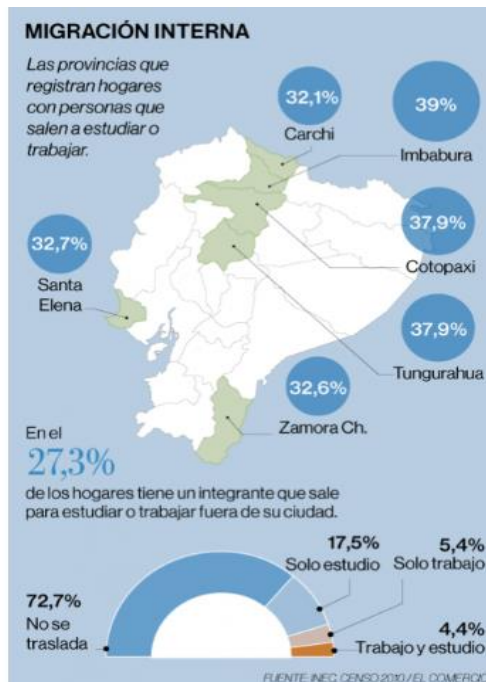 MIGRACIÓN INTERNA
Las provincias que
registran hogares
con personas que
salen a estudiar o
trabajar.
32,1%
Carchi
39%
Imbabura
37,9%
Cotopaxi
32,7%
Santa
Elena
37,9%
Tungurahua
32,6%
Zamora Ch.
En el
27,3%
de los hogares tiene un integrante que sale
para estudiar o trabajar fuera de su ciudad.
17,5%
Solo estudio
5,4%
Solo trabajo
72,7%
No se
traslada
4,4%
Trabajo y estudio
FUENTE: INEC, CENSO 2010 / EL COMERCIO